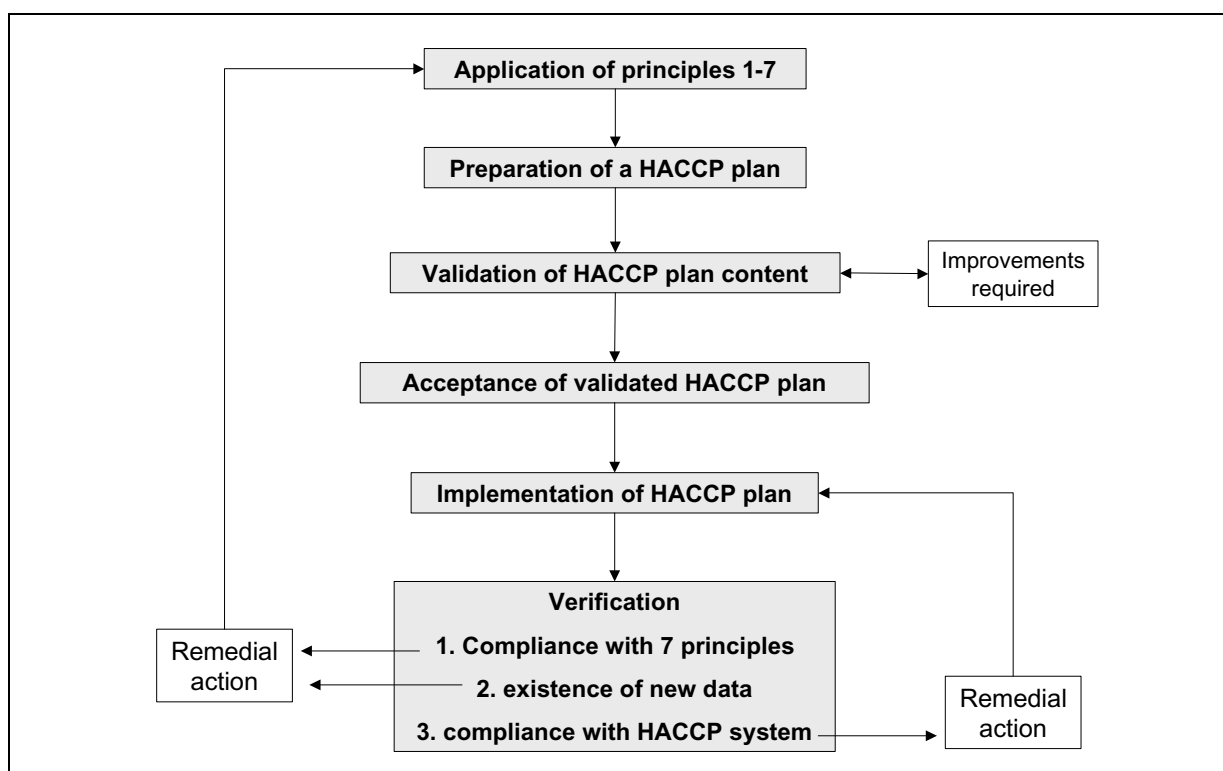 Application of principles 1-7
Preparation of a HACCP plan
Validation of HACCP plan content
Improvements
required
Acceptance of validated HACCP plan
Implementation of HACCP plan
Verification
1. Compliance with 7 principles
2. existence of new data
3. compliance with HACCP system
Remedial
action
Remedial
action